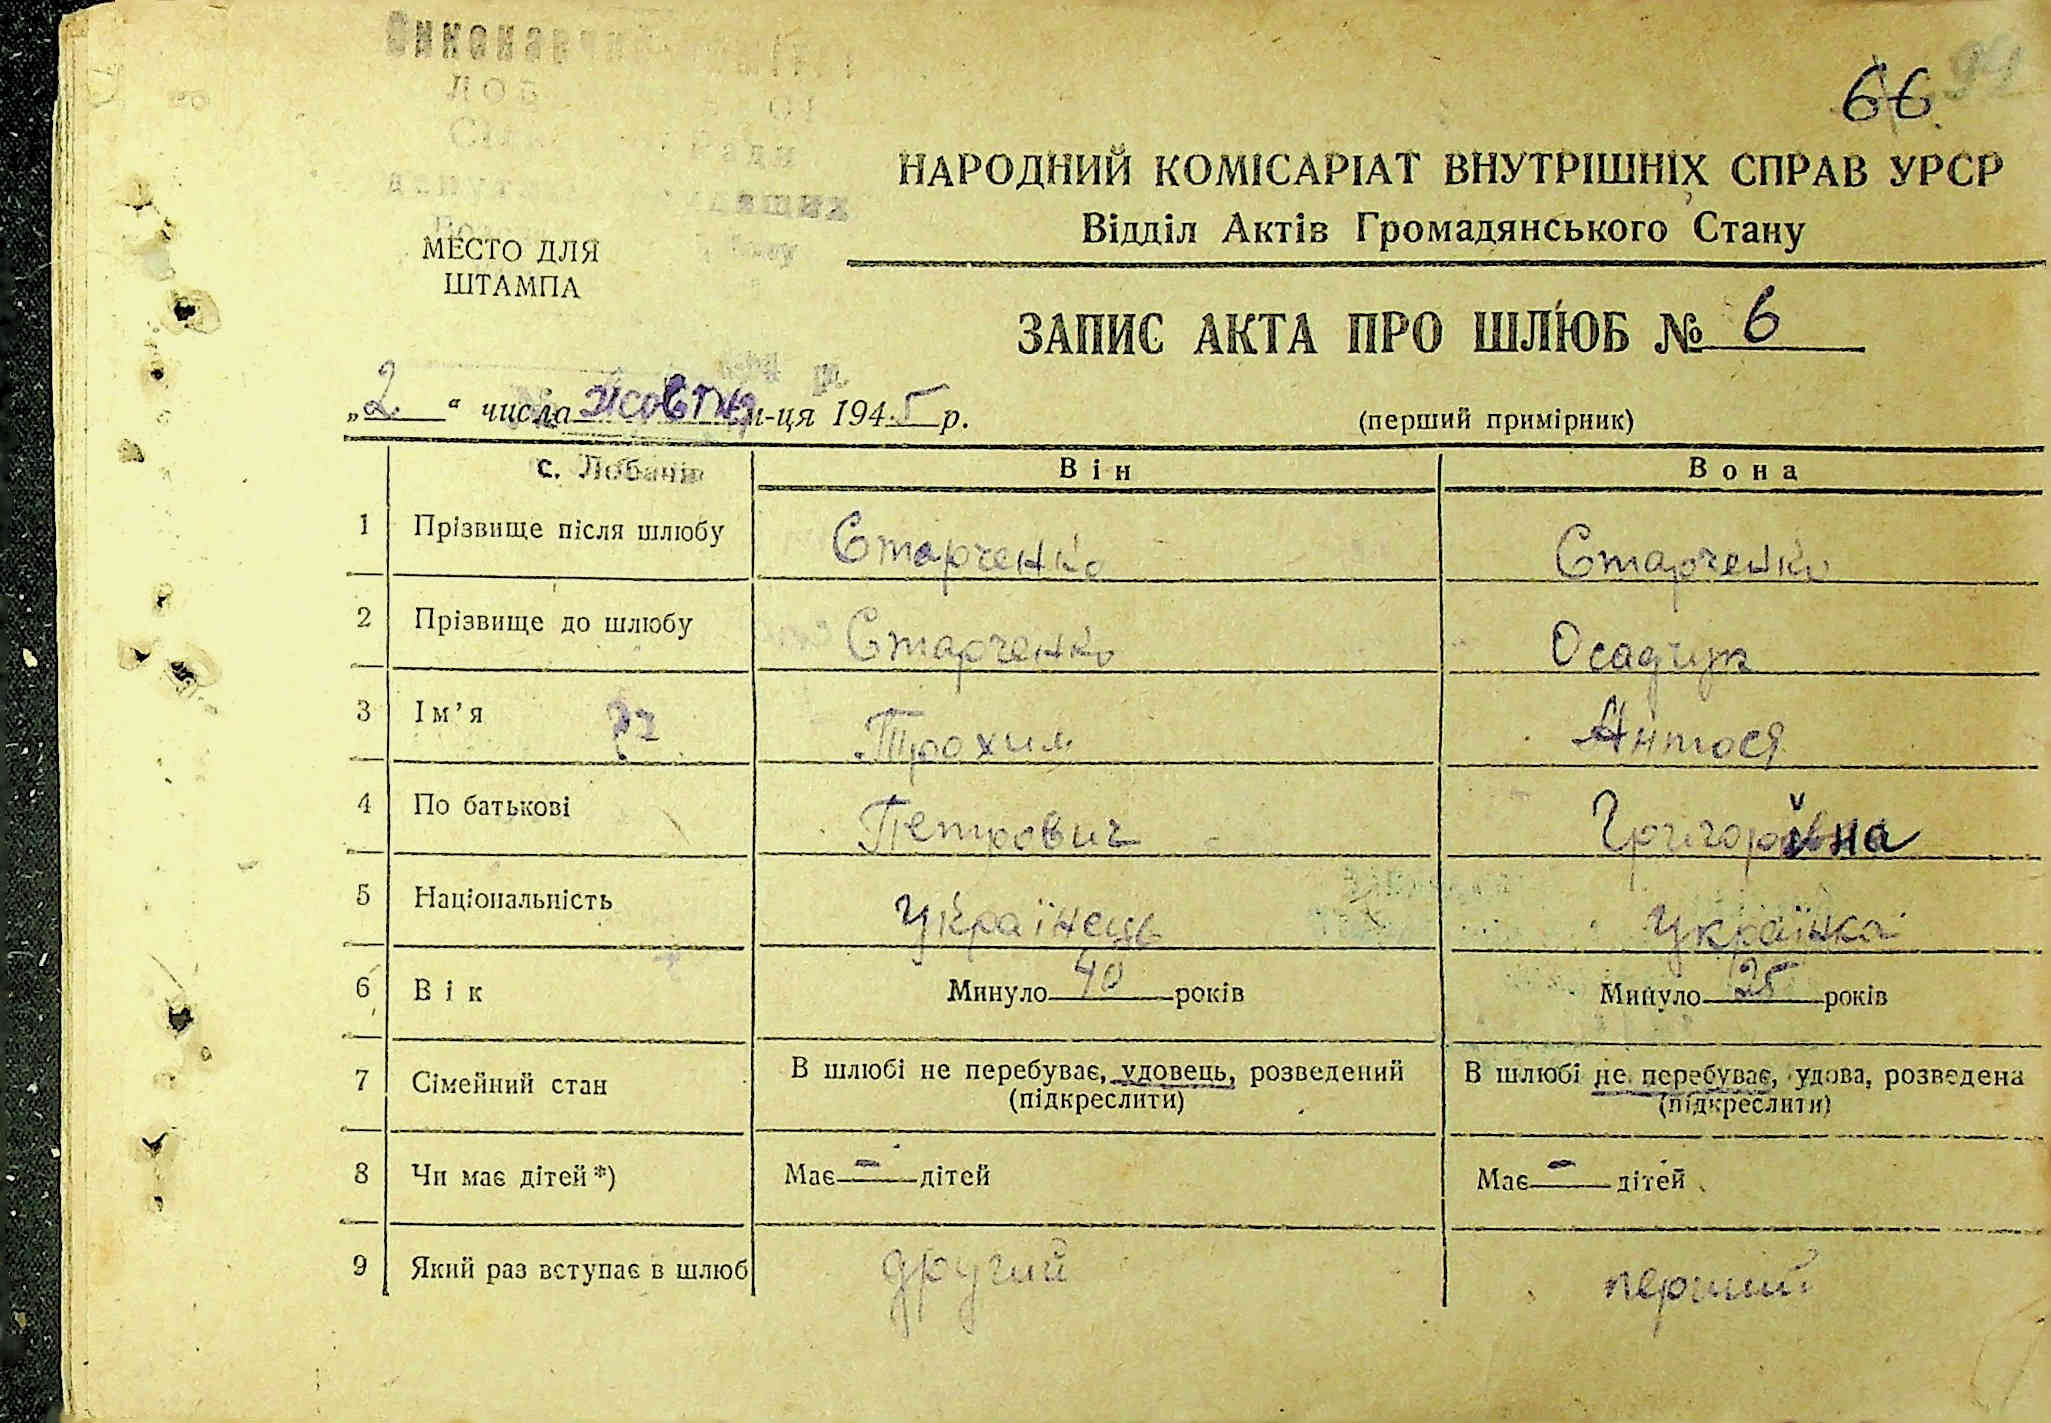 66
НАРОДНИЙ КОМІСАРІАТ ВНУТРІШНІХ СПРАВ УРСР
Відділ Актів Громадянського Стану
МЕСТО ДЛЯ
ШТАМПА
ЗАПИС АКТА ПРО ШЛЮБ № 6
„2“ числа жовтня м-ця 1945 р.
(перший примірник)
с. Лобачів
Він Вона
1 Прізвище після шлюбу Старченко Старченко
2 Прізвище до шлюбу Старченко Осадчук
3 Ім’я Трохим Антося
4 По батькові Петрович Григорівна
5 Національність Українець Українка
6 Вік Минуло 40 років Минуло 25 років
7 Сімейний стан В шлюбі не перебуває, удовець, розведений В шлюбі не перебуває, удова, розведена
(підкреслити) (підкреслити)
8 Чи має дітей *) Має - дітей Має - дітей
9 Який раз вступає в шлюб другий перший